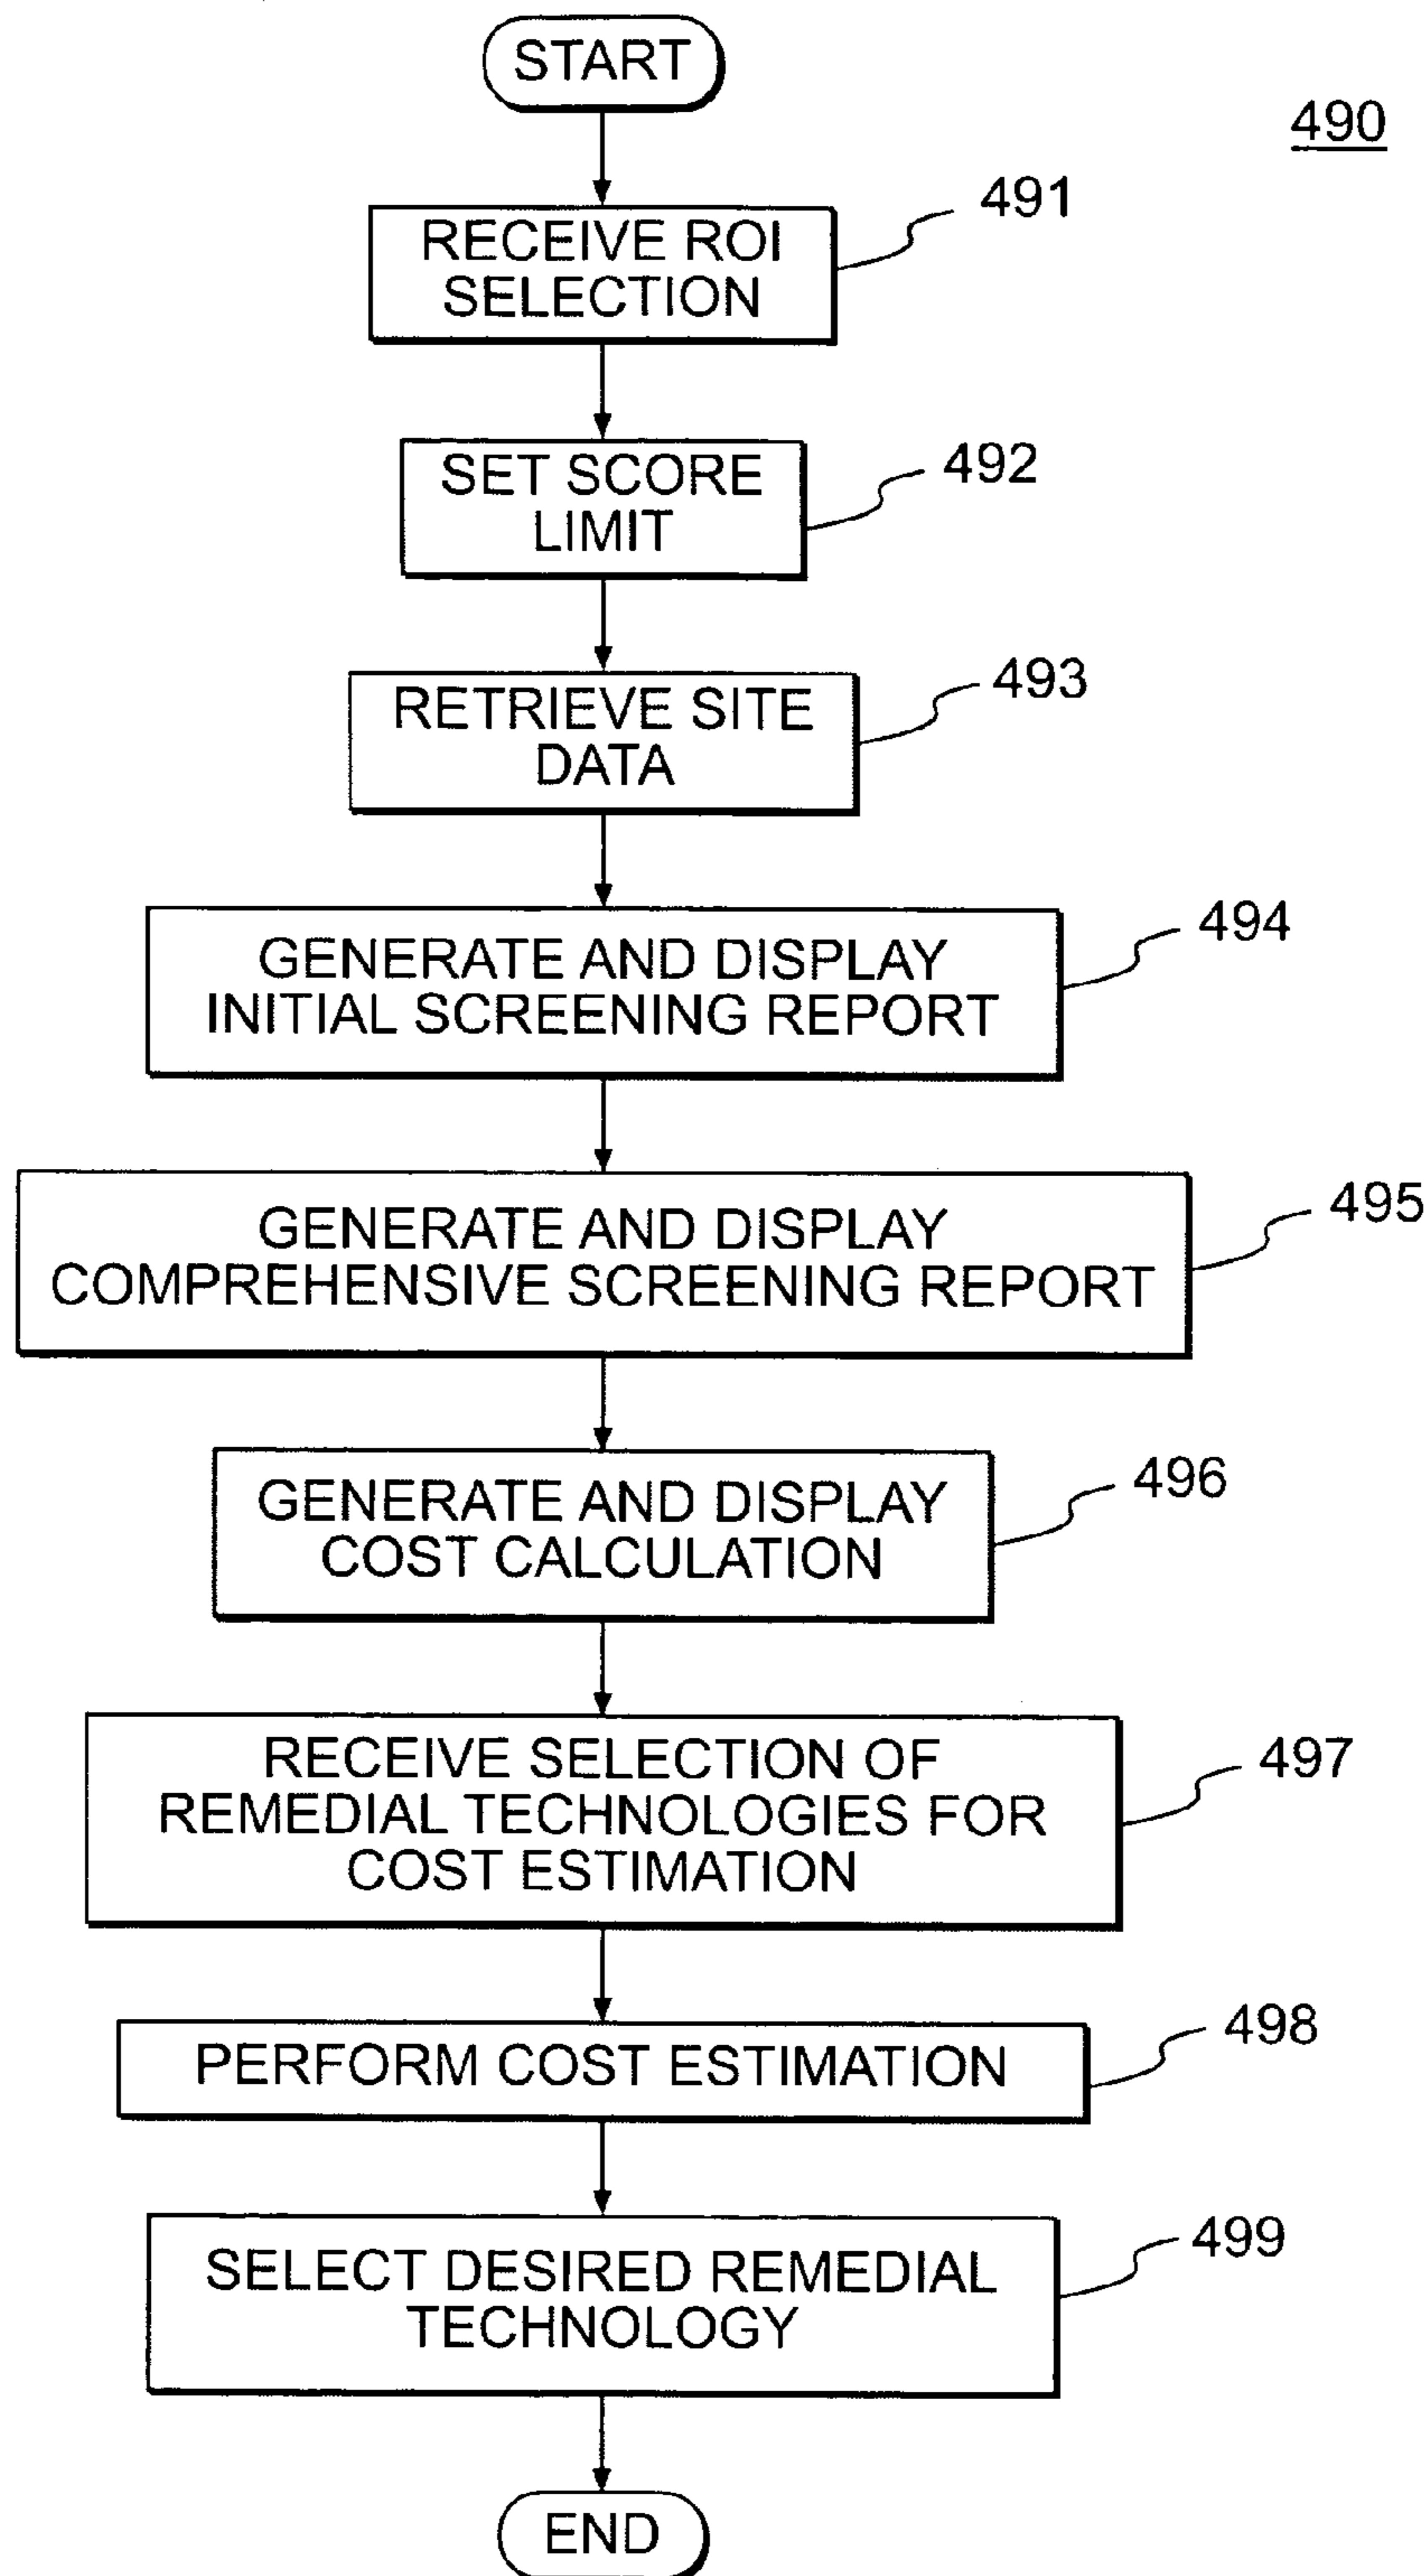 START
490
RECEIVE ROI
SELECTION
491
SET SCORE
LIMIT
492
RETRIEVE SITE
DATA
493
GENERATE AND DISPLAY
INITIAL SCREENING REPORT
494
GENERATE AND DISPLAY
COMPREHENSIVE SCREENING REPORT
495
GENERATE AND DISPLAY
COST CALCULATION
496
RECEIVE SELECTION OF
REMEDIAL TECHNOLOGIES FOR
COST ESTIMATION
497
PERFORM COST ESTIMATION
498
SELECT DESIRED REMEDIAL
TECHNOLOGY
499
END